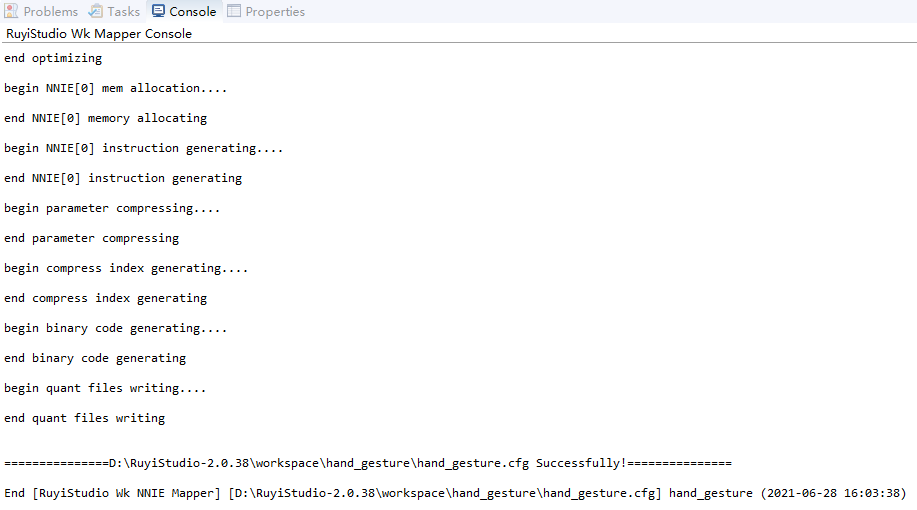 Problems Tasks Console Properties
RuyiStudio Wk Mapper Console
end optimizing
begin NNIE[0] mem allocation....
end NNIE[0] memory allocating
begin NNIE[0] instruction generating....
end NNIE[0] instruction generating
begin parameter compressing....
end parameter compressing
begin compress index generating....
end compress index generating
begin binary code generating....
end binary code generating
begin quant files writing....
end quant files writing
===============D:\RuyiStudio-2.0.38\workspace\hand_gesture\hand_gesture.cfg Successfully!===============
End [RuyiStudio Wk NNIE Mapper] [D:\RuyiStudio-2.0.38\workspace\hand_gesture\hand_gesture.cfg] hand_gesture (2021-06-28 16:03:38)